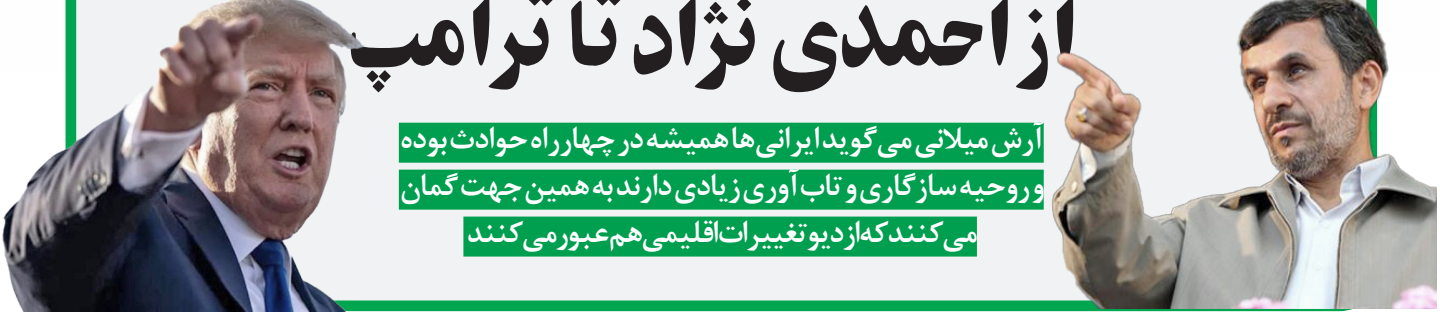 از احمدی نژاد تا ترامپ
آرش میلانی می‌گوید ایرانی‌ها همیشه در چهارراه حوادث بوده
و روحیه سازگاری و تاب‌آوری زیادی دارند به همین جهت گمان
می‌کنند که از دیو تغییرات اقلیمی هم عبور می‌کنند